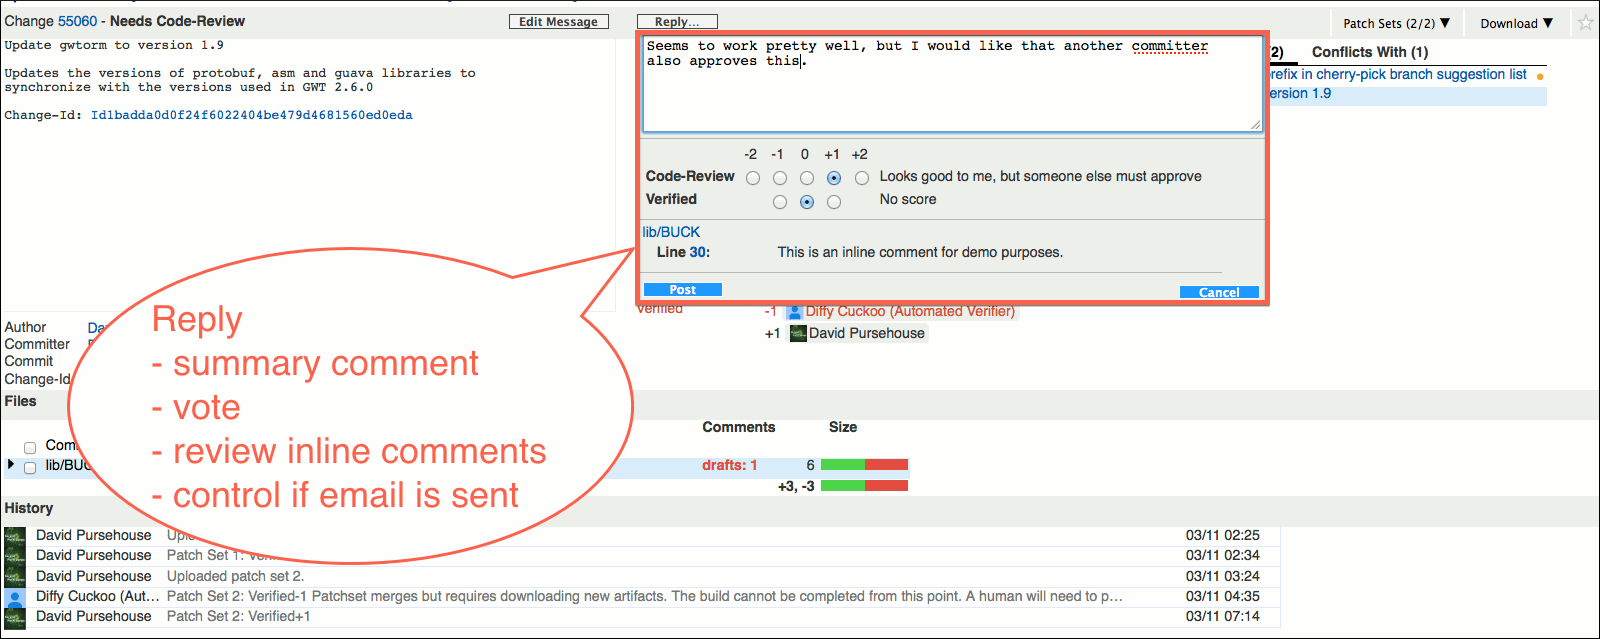 Change 55060 - Needs Code-Review
Edit Message
Reply...
Patch Sets (2/2) ▼
Download ▼
Update gwtorm to version 1.9
Updates the versions of protobuf, asm and guava libraries to
synchronize with the versions used in GWT 2.6.0
Change-Id: Id1badda0d0f24f6022404be479d4681560ed0eda
Seems to work pretty well, but I would like that another committer
also approves this.
2)
Conflicts With (1)
refix in cherry-pick branch suggestion list
ersion 1.9
-2 -1 0 +1 +2
Code-Review Looks good to me, but someone else must approve
Verified No score
lib/BUCK
Line 30: This is an inline comment for demo purposes.
Post
Cancel
Verified -1 Diffy Cuckoo (Automated Verifier)
+1 David Pursehouse
Reply
- summary comment
- vote
- review inline comments
- control if email is sent
Author Da
Committer
Commit
Change-Id
Files
Comments Size
Com
lib/BUC drafts: 1 6
+3, -3
History
David Pursehouse Uplo 03/11 02:25
David Pursehouse Patch Set 1: 03/11 02:34
David Pursehouse Uploaded patch set 2. 03/11 03:24
Diffy Cuckoo (Aut... Patch Set 2: Verified-1 Patchset merges but requires downloading new artifacts. The build cannot be completed from this point. A human will need to p... 03/11 04:35
David Pursehouse Patch Set 2: Verified+1 03/11 07:14